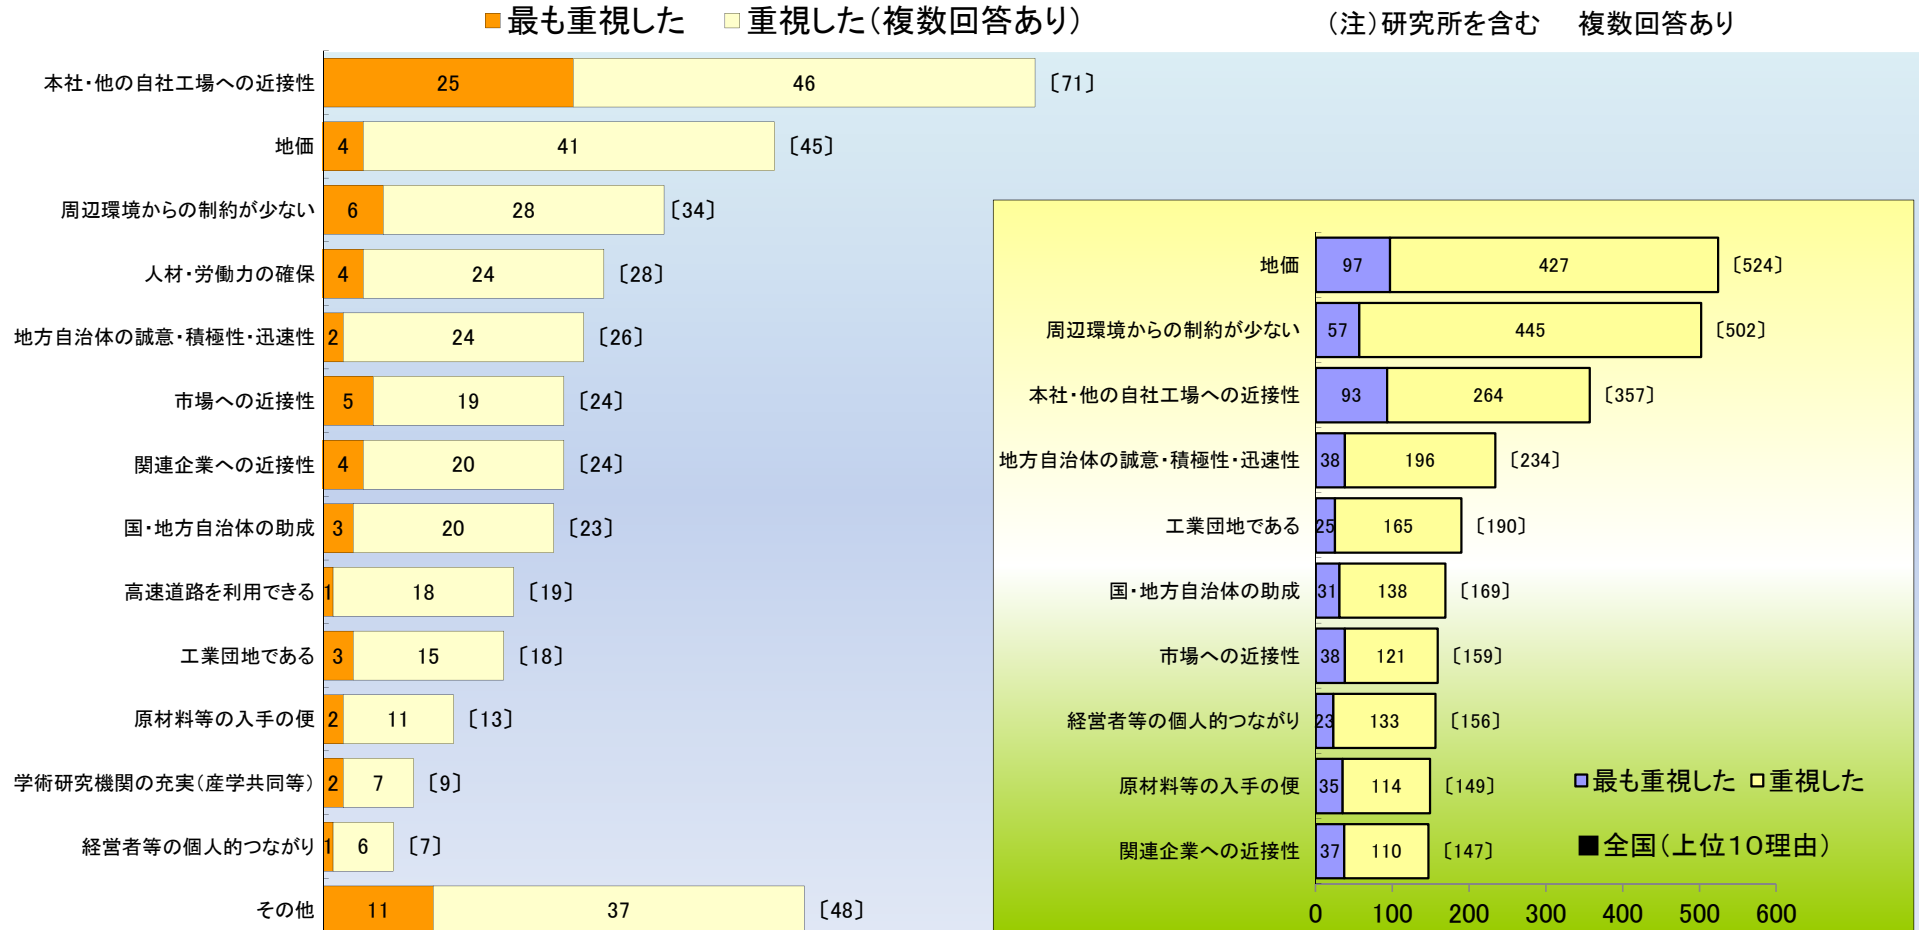 ■最も重視した □重視した(複数回答あり)
(注)研究所を含む 複数回答あり
本社・他の自社工場への近接性 25 46 〔71〕
地価 4 41 〔45〕
周辺環境からの制約が少ない 6 28 〔34〕
人材・労働力の確保 4 24 〔28〕
地方自治体の誠意・積極性・迅速性 2 24 〔26〕
市場への近接性 5 19 〔24〕
関連企業への近接性 4 20 〔24〕
国・地方自治体の助成 3 20 〔23〕
高速道路を利用できる 1 18 〔19〕
工業団地である 3 15 〔18〕
原材料等の入手の便 2 11 〔13〕
学術研究機関の充実(産学共同等) 2 7 〔9〕
経営者等の個人的つながり 1 6 〔7〕
その他 11 37 〔48〕
地価 97 427 〔524〕
周辺環境からの制約が少ない 57 445 〔502〕
本社・他の自社工場への近接性 93 264 〔357〕
地方自治体の誠意・積極性・迅速性 38 196 〔234〕
工業団地である 25 165 〔190〕
国・地方自治体の助成 31 138 〔169〕
市場への近接性 38 121 〔159〕
経営者等の個人的つながり 23 133 〔156〕
原材料等の入手の便 35 114 〔149〕
関連企業への近接性 37 110 〔147〕
□最も重視した □重視した
■全国(上位10理由)
0 100 200 300 400 500 600